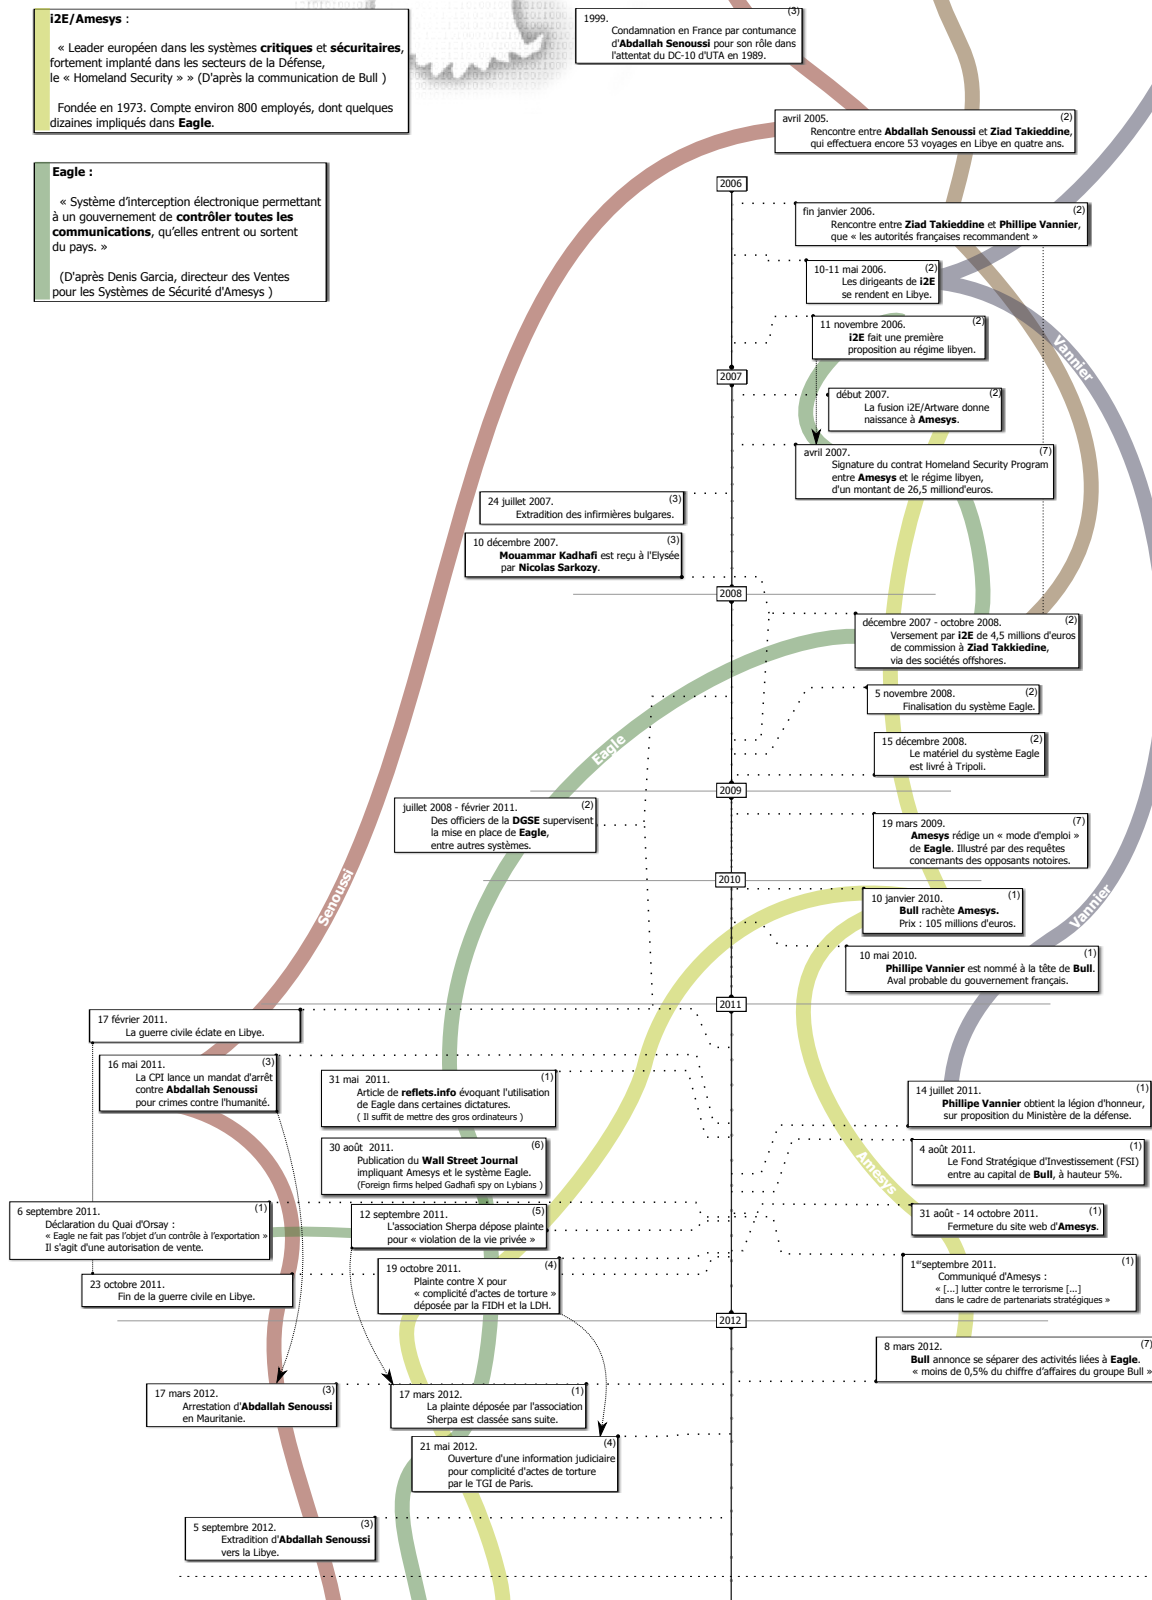 i2E/Amesys :
« Leader européen dans les systèmes critiques et sécuritaires,
fortement implanté dans les secteurs de la Défense,
le « Homeland Security » » (D'après la communication de Bull )
Fondée en 1973. Compte environ 800 employés, dont quelques
dizaines impliqués dans Eagle.
Eagle :
« Système d'interception électronique permettant
à un gouvernement de contrôler toutes les
communications, qu'elles entrent ou sortent
du pays. »
(D'après Denis Garcia, directeur des Ventes
pour les Systèmes de Sécurité d'Amesys )
1999. (3)
Condamnation en France par contumance
d'Abdallah Senoussi pour son rôle dans
l'attentat du DC-10 d'UTA en 1989.
avril 2005. (2)
Rencontre entre Abdallah Senoussi et Ziad Takieddine,
qui effectuera encore 53 voyages en Libye en quatre ans.
2006
fin janvier 2006. (2)
Rencontre entre Ziad Takieddine et Phillipe Vannier,
que « les autorités françaises recommandent »
10-11 mai 2006. (2)
Les dirigeants de i2E
se rendent en Libye.
11 novembre 2006. (2)
i2E fait une première
proposition au régime libyen.
Vannier
2007
début 2007. (2)
La fusion i2E/Artware donne
naissance à Amesys.
avril 2007. (7)
Signature du contrat Homeland Security Program
entre Amesys et le régime libyen,
d'un montant de 26,5 milliond'euros.
24 juillet 2007. (3)
Extradition des infirmières bulgares.
10 décembre 2007. (3)
Mouammar Kadhafi est reçu à l'Elysée
par Nicolas Sarkozy.
2008
décembre 2007 - octobre 2008. (2)
Versement par i2E de 4,5 millions d'euros
de commission à Ziad Takkiedine,
via des sociétés offshores.
5 novembre 2008. (2)
Finalisation du système Eagle.
Eagle
15 décembre 2008. (2)
Le matériel du système Eagle
est livré à Tripoli.
2009
juillet 2008 - février 2011. (2)
Des officiers de la DGSE supervisent
la mise en place de Eagle,
entre autres systèmes.
19 mars 2009. (7)
Amesys rédige un « mode d'emploi »
de Eagle. Illustré par des requêtes
concernants des opposants notoires.
2010
Senoussi
10 janvier 2010. (1)
Bull rachète Amesys.
Prix : 105 millions d'euros.
Vannier
10 mai 2010. (1)
Phillipe Vannier est nommé à la tête de Bull.
Aval probable du gouvernement français.
2011
17 février 2011.
La guerre civile éclate en Libye.
16 mai 2011. (3)
La CPI lance un mandat d'arrêt
contre Abdallah Senoussi
pour crimes contre l'humanité.
31 mai 2011. (1)
Article de reflets.info évoquant l'utilisation
de Eagle dans certaines dictatures.
( Il suffit de mettre des gros ordinateurs )
14 juillet 2011. (1)
Phillipe Vannier obtient la légion d'honneur,
sur proposition du Ministère de la défense.
30 août 2011. (6)
Publication du Wall Street Journal
impliquant Amesys et le système Eagle.
(Foreign firms helped Gadhafi spy on Lybians )
4 août 2011. (1)
Le Fond Stratégique d'Investissement (FSI)
entre au capital de Bull, à hauteur 5%.
Amesys
6 septembre 2011. (1)
Déclaration du Quai d'Orsay :
« Eagle ne fait pas l'objet d'un contrôle à l'exportation »
Il s'agit d'une autorisation de vente.
12 septembre 2011. (5)
L'association Sherpa dépose plainte
pour « violation de la vie privée »
31 août - 14 octobre 2011. (1)
Fermeture du site web d'Amesys.
19 octobre 2011. (4)
Plainte contre X pour
« complicité d'actes de torture »
déposée par la FIDH et la LDH.
1er septembre 2011. (1)
Communiqué d'Amesys :
« [...] lutter contre le terrorisme [...]
dans le cadre de partenariats stratégiques »
23 octobre 2011.
Fin de la guerre civile en Libye.
2012
8 mars 2012. (7)
Bull annonce se séparer des activités liées à Eagle.
« moins de 0,5% du chiffre d'affaires du groupe Bull »
17 mars 2012. (3)
Arrestation d'Abdallah Senoussi
en Mauritanie.
17 mars 2012. (1)
La plainte déposée par l'association
Sherpa est classée sans suite.
21 mai 2012. (4)
Ouverture d'une information judiciaire
pour complicité d'actes de torture
par le TGI de Paris.
5 septembre 2012. (3)
Extradition d'Abdallah Senoussi
vers la Libye.